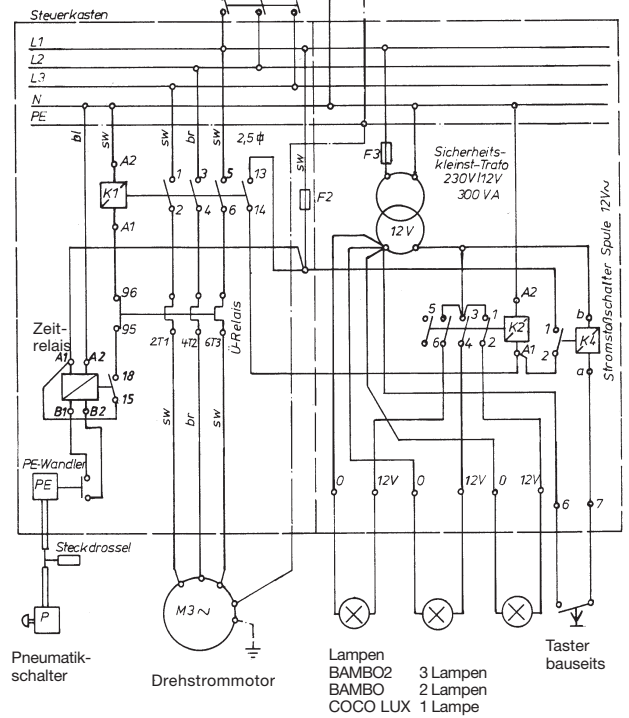 Steuerkasten
L1
L2
L3
N
PE
bl
sw
sw
br
sw
2,5⌀
sw
F3
Sicherheits-
kleinst-Trafo
230V/12V
300 VA
A2
K1
1
3
5
13
2
4
6
14
F2
12V
A1
Stromstoßschalter Spule 12V~
96
95
Ü-Relais
2T1
4T2
6T3
A2
5
3
1
K2
6
4
2
A1
1
2
b
K4
a
Zeit-
relais
A1
A2
18
15
B1
B2
sw
br
sw
PE-Wandler
PE
0
12V
0
12V
0
12V
6
7
Steckdrossel
P
M3~
Pneumatik-
schalter
Drehstrommotor
Taster
bauseits
Lampen
BAMBO2 3 Lampen
BAMBO 2 Lampen
COCO LUX 1 Lampe